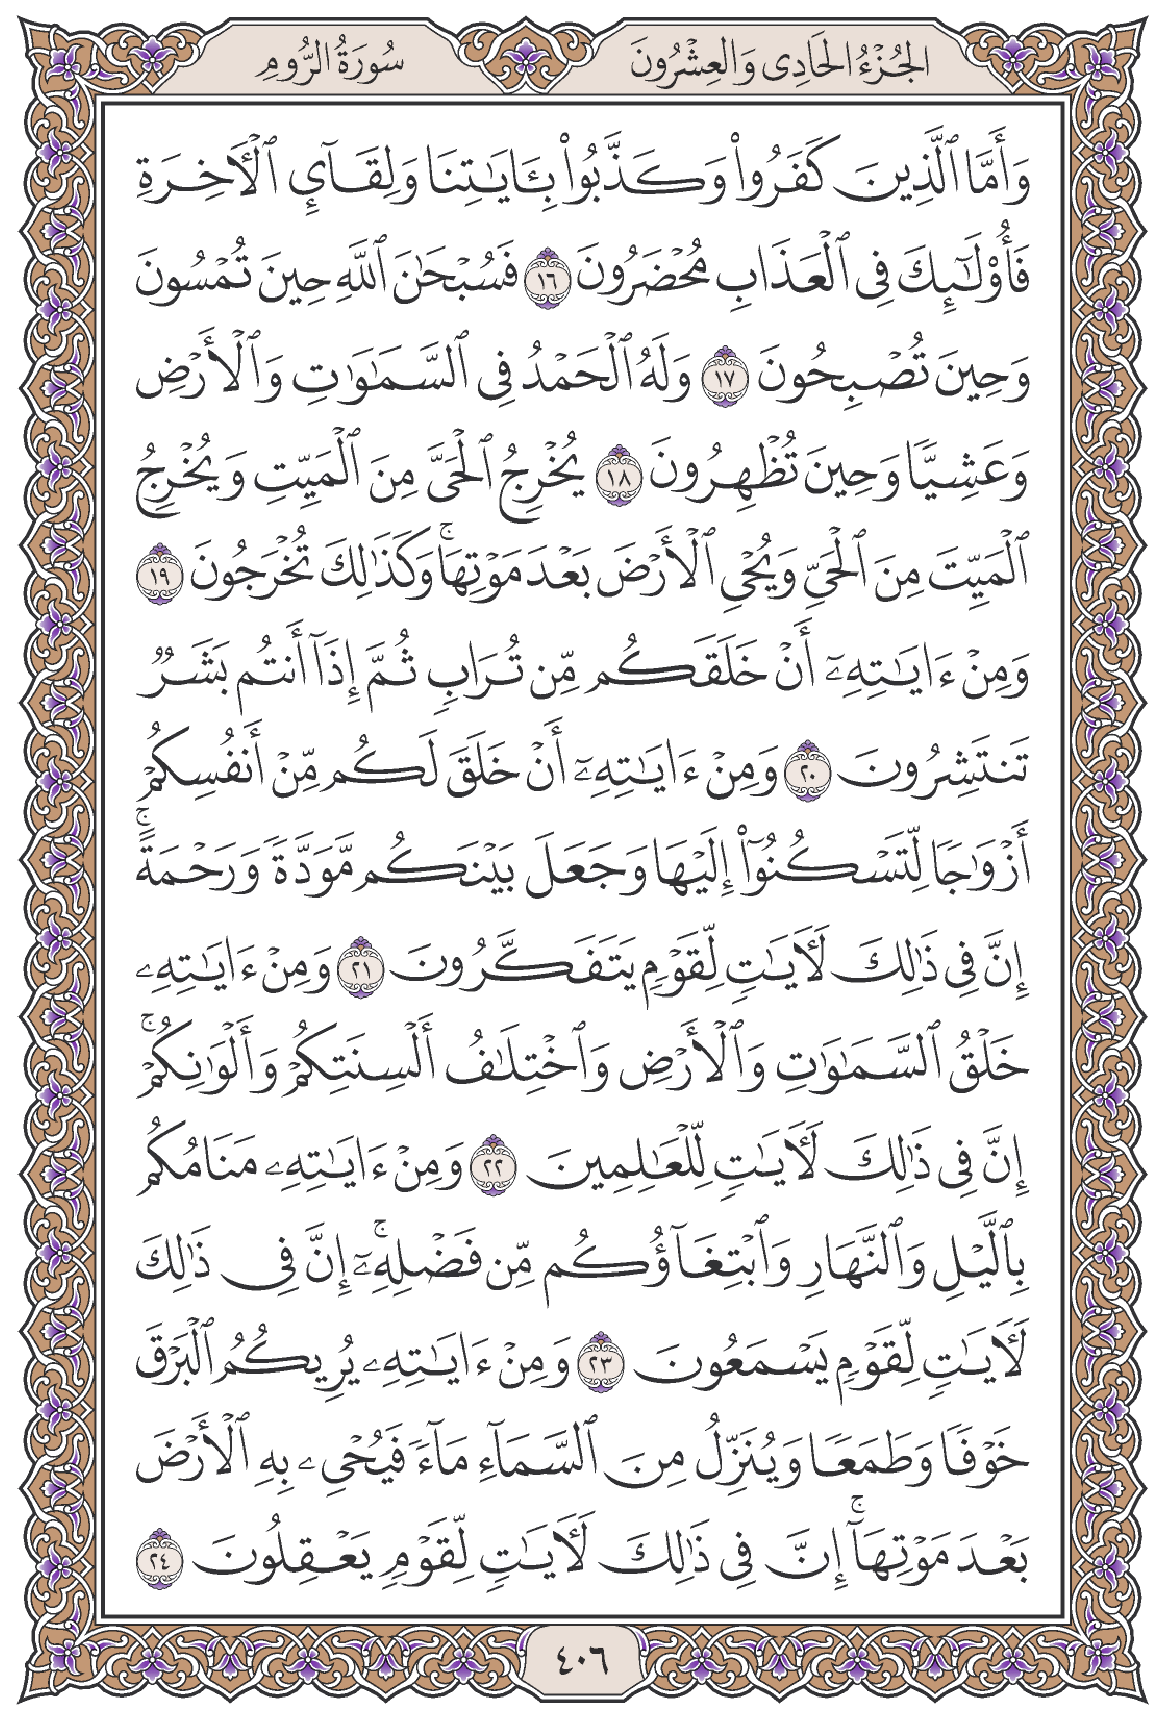 الجُزْءُ الحَادِى وَالعِشْرُونَ
سُورَةُ الرُّومِ
وَأَمَّا ٱلَّذِينَ كَفَرُواْ وَكَذَّبُواْ بِـَٔايَٰتِنَا وَلِقَآيِٕ ٱلۡأٓخِرَةِ
فَأُوْلَٰٓئِكَ فِي ٱلۡعَذَابِ مُحۡضَرُونَ ١٦ فَسُبۡحَٰنَ ٱللَّهِ حِينَ تُمۡسُونَ
وَحِينَ تُصۡبِحُونَ ١٧ وَلَهُ ٱلۡحَمۡدُ فِي ٱلسَّمَٰوَٰتِ وَٱلۡأَرۡضِ
وَعَشِيّٗا وَحِينَ تُظۡهِرُونَ ١٨ يُخۡرِجُ ٱلۡحَيَّ مِنَ ٱلۡمَيِّتِ وَيُخۡرِجُ
ٱلۡمَيِّتَ مِنَ ٱلۡحَيِّ وَيُحۡيِ ٱلۡأَرۡضَ بَعۡدَ مَوۡتِهَاۚ وَكَذَٰلِكَ تُخۡرَجُونَ ١٩
وَمِنۡ ءَايَٰتِهِۦٓ أَنۡ خَلَقَكُم مِّن تُرَابٖ ثُمَّ إِذَآ أَنتُم بَشَرٞ
تَنتَشِرُونَ ٢٠ وَمِنۡ ءَايَٰتِهِۦٓ أَنۡ خَلَقَ لَكُم مِّنۡ أَنفُسِكُمۡ
أَزۡوَٰجٗا لِّتَسۡكُنُوٓاْ إِلَيۡهَا وَجَعَلَ بَيۡنَكُم مَّوَدَّةٗ وَرَحۡمَةًۚ
إِنَّ فِي ذَٰلِكَ لَأٓيَٰتٖ لِّقَوۡمٖ يَتَفَكَّرُونَ ٢١ وَمِنۡ ءَايَٰتِهِۦ
خَلۡقُ ٱلسَّمَٰوَٰتِ وَٱلۡأَرۡضِ وَٱخۡتِلَٰفُ أَلۡسِنَتِكُمۡ وَأَلۡوَٰنِكُمۡۚ
إِنَّ فِي ذَٰلِكَ لَأٓيَٰتٖ لِّلۡعَٰلِمِينَ ٢٢ وَمِنۡ ءَايَٰتِهِۦ مَنَامُكُم
بِٱلَّيۡلِ وَٱلنَّهَارِ وَٱبۡتِغَآؤُكُم مِّن فَضۡلِهِۦٓۚ إِنَّ فِي ذَٰلِكَ
لَأٓيَٰتٖ لِّقَوۡمٖ يَسۡمَعُونَ ٢٣ وَمِنۡ ءَايَٰتِهِۦ يُرِيكُمُ ٱلۡبَرۡقَ
خَوۡفٗا وَطَمَعٗا وَيُنَزِّلُ مِنَ ٱلسَّمَآءِ مَآءٗ فَيُحۡيِۦ بِهِ ٱلۡأَرۡضَ
بَعۡدَ مَوۡتِهَآۚ إِنَّ فِي ذَٰلِكَ لَأٓيَٰتٖ لِّقَوۡمٖ يَعۡقِلُونَ ٢٤
٤٠٦